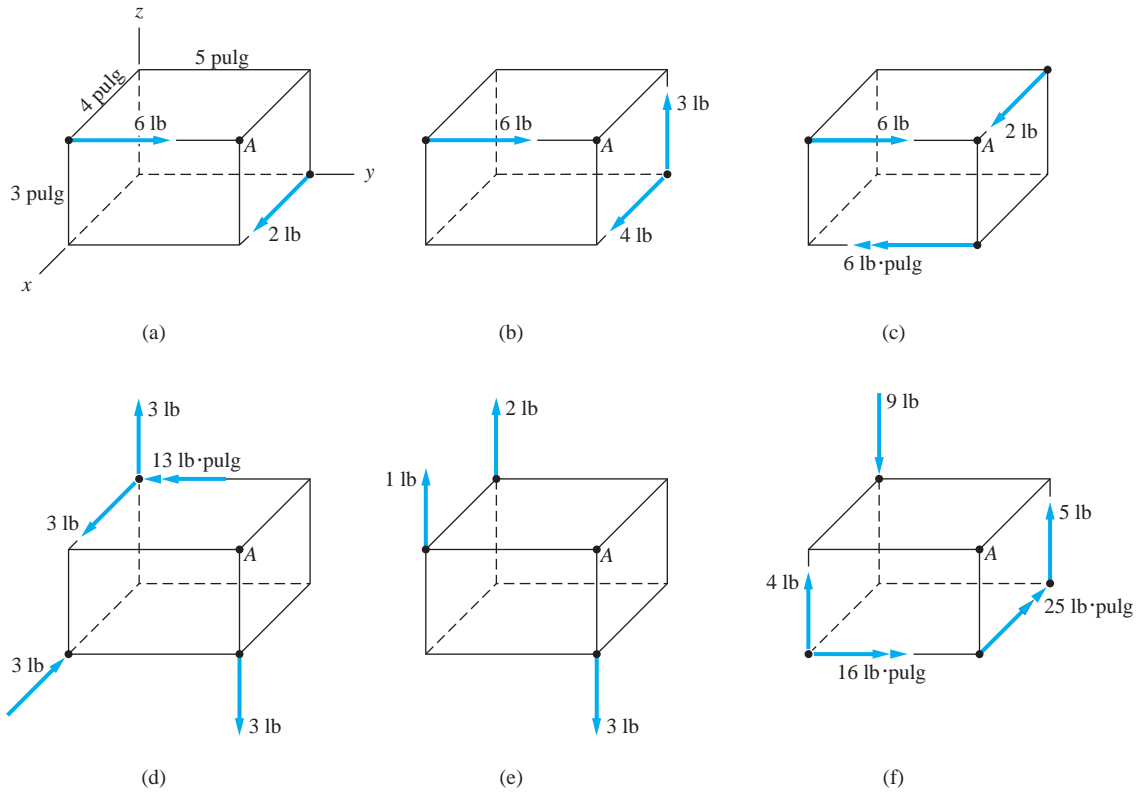 z
5 pulg
4 pulg
6 lb
A
3 pulg
y
2 lb
x
(a)
3 lb
6 lb
A
4 lb
(b)
6 lb
A
2 lb
6 lb·pulg
(c)
3 lb
13 lb·pulg
3 lb
A
3 lb
3 lb
(d)
2 lb
1 lb
A
3 lb
(e)
9 lb
5 lb
A
4 lb
25 lb·pulg
16 lb·pulg
(f)